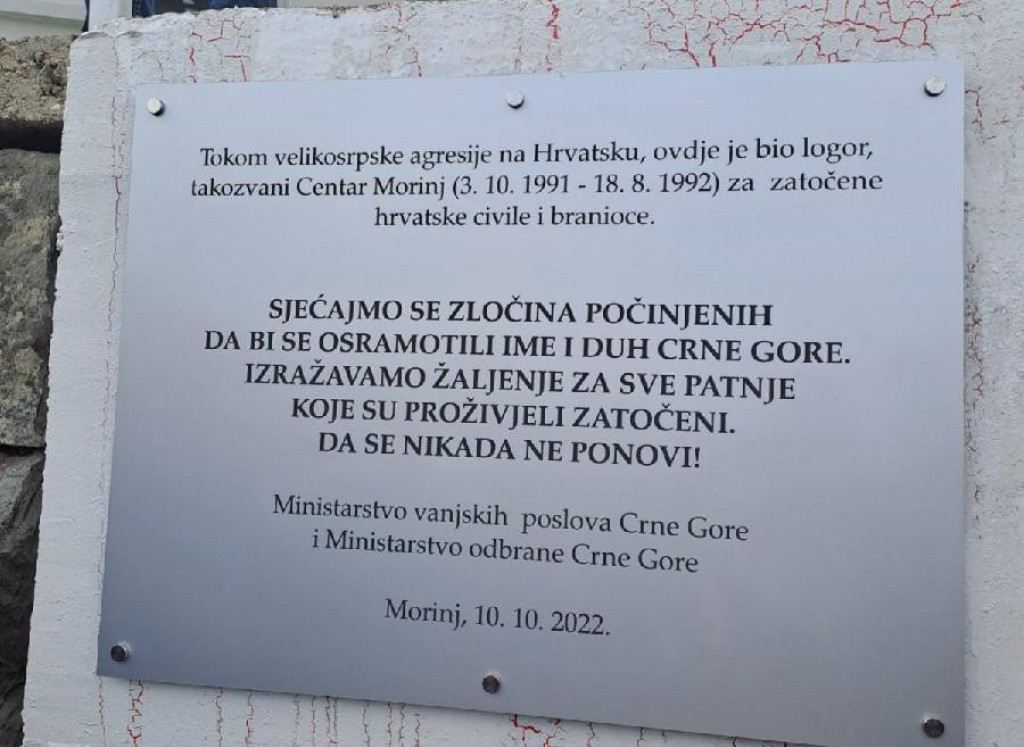 Tokom velikosrpske agresije na Hrvatsku, ovdje je bio logor,
takozvani Centar Morinj (3. 10. 1991 - 18. 8. 1992) za zatočene
hrvatske civile i branioce.
SJEĆAJMO SE ZLOČINA POČINJENIH
DA BI SE OSRAMOTILI IME I DUH CRNE GORE.
IZRAŽAVAMO ŽALJENJE ZA SVE PATNJE
KOJE SU PROŽIVJELI ZATOČENI.
DA SE NIKADA NE PONOVI!
Ministarstvo vanjskih poslova Crne Gore
i Ministarstvo odbrane Crne Gore
Morinj, 10. 10. 2022.